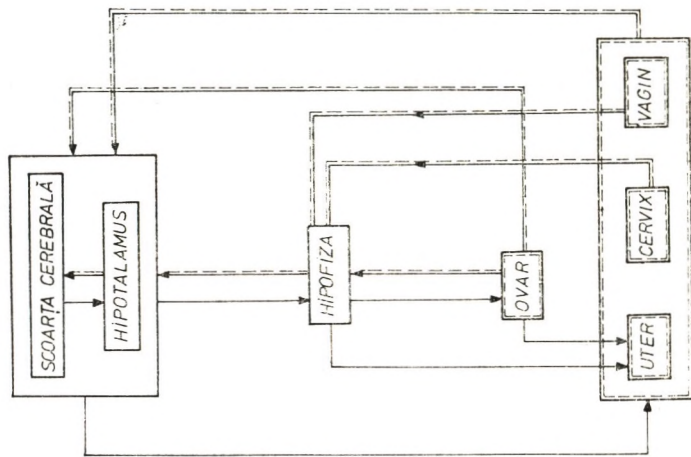 SCOARȚA CEREBRALĂ
HIPOTALAMUS
HIPOFIZA
OVAR
UTER
CERVIX
VAGIN